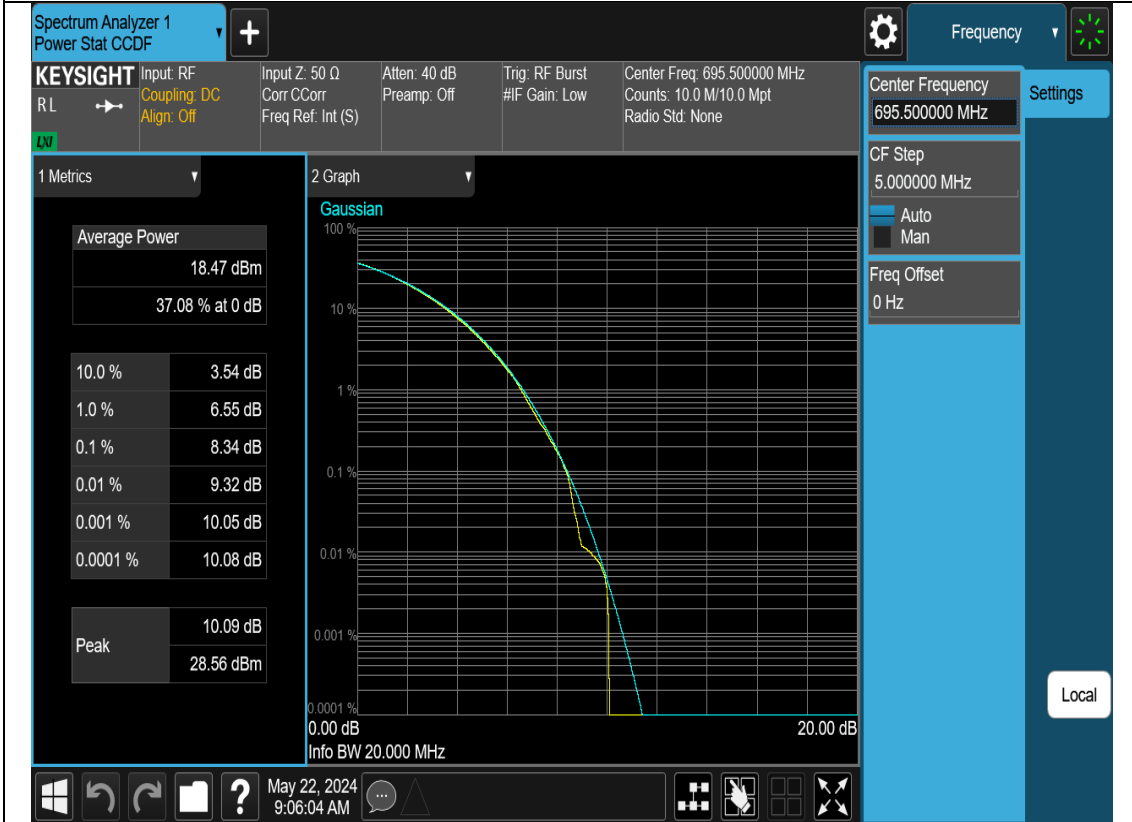 Spectrum Analyzer 1
Power Stat CCDF
Frequency
KEYSIGHT
RL
LXI
Input: RF
Coupling: DC
Align: Off
Input Z: 50 Ω
Corr CCorr
Freq Ref: Int (S)
Atten: 40 dB
Preamp: Off
Trig: RF Burst
#IF Gain: Low
Center Freq: 695.500000 MHz
Counts: 10.0 M/10.0 Mpt
Radio Std: None
Center Frequency
695.500000 MHz
Settings
CF Step
5.000000 MHz
Auto
Man
Freq Offset
0 Hz
Local
1 Metrics
Average Power
18.47 dBm
37.08 % at 0 dB
10.0 % 3.54 dB
1.0 % 6.55 dB
0.1 % 8.34 dB
0.01 % 9.32 dB
0.001 % 10.05 dB
0.0001 % 10.08 dB
Peak 10.09 dB
28.56 dBm
2 Graph
Gaussian
100 %
10 %
1 %
0.1 %
0.01 %
0.001 %
0.0001 %
0.00 dB 20.00 dB
Info BW 20.000 MHz
?
May 22, 2024
9:06:04 AM